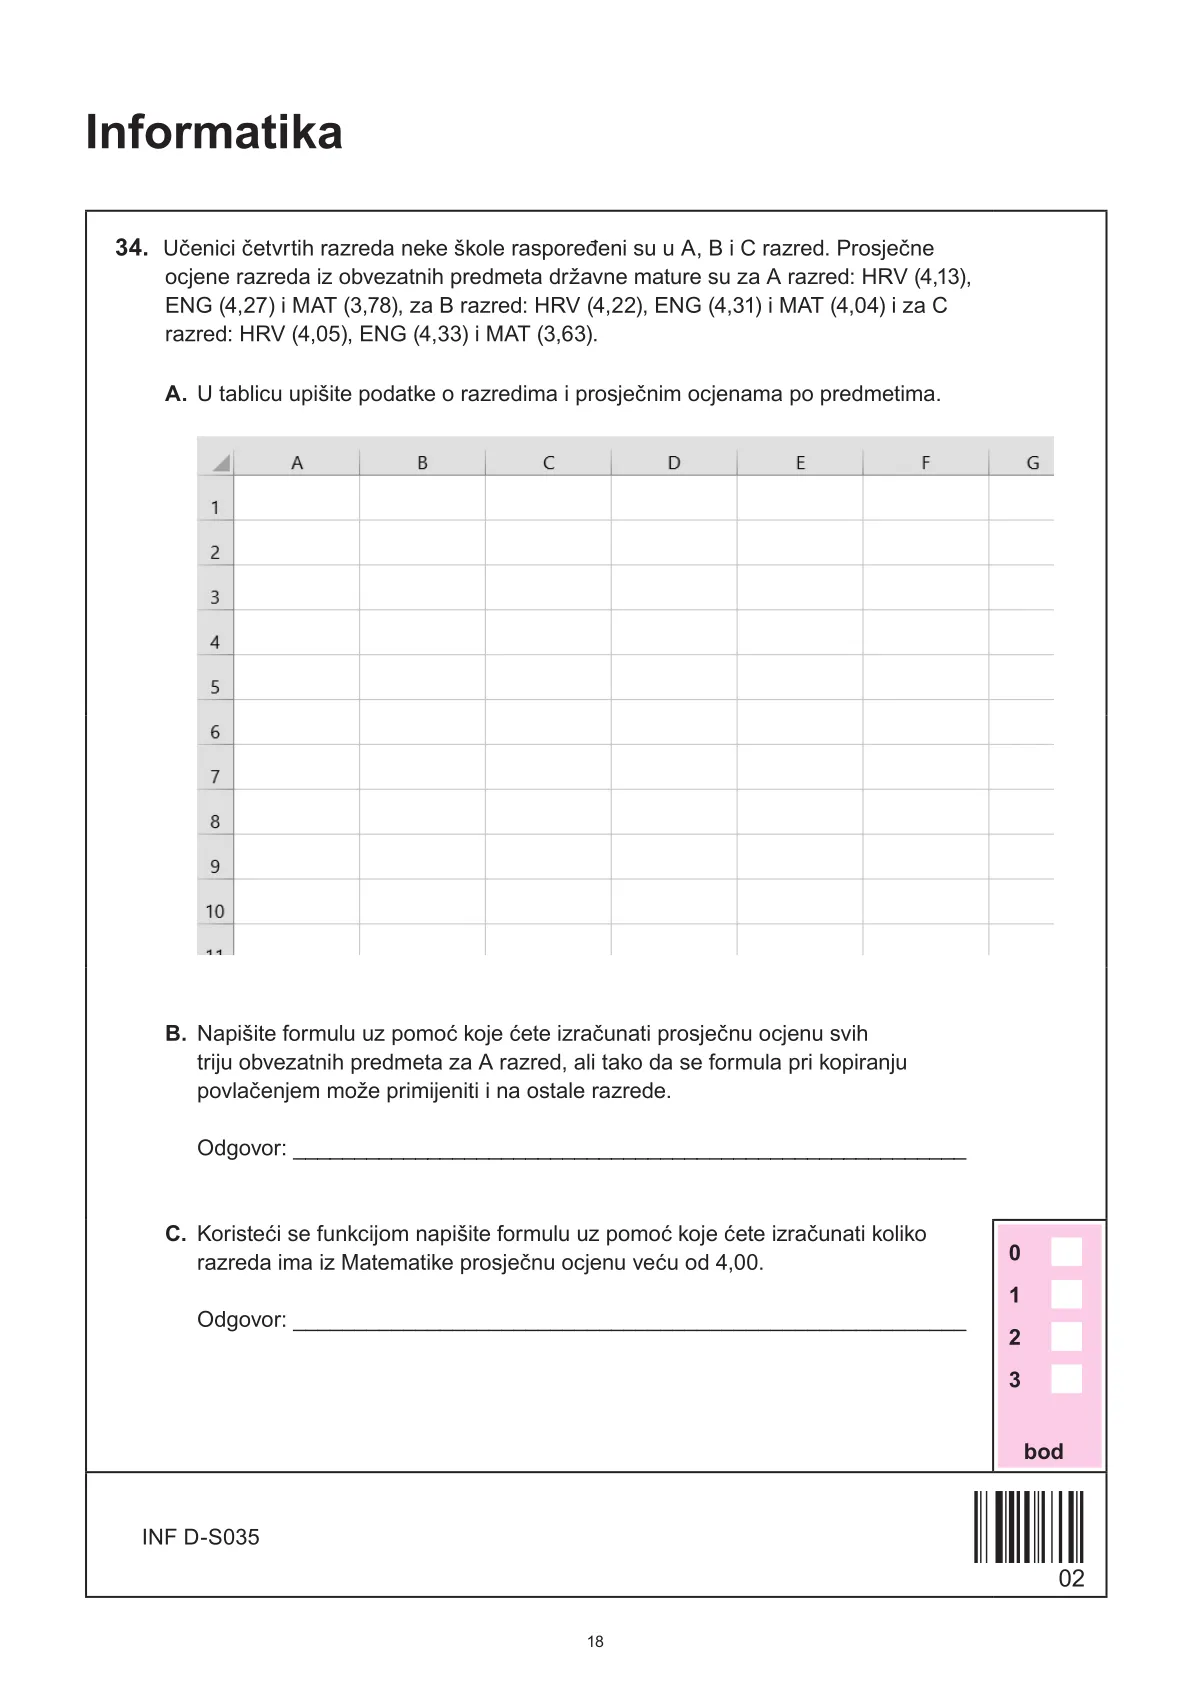 Informatika
34. Učenici četvrtih razreda neke škole raspoređeni su u A, B i C razred. Prosječne
ocjene razreda iz obvezatnih predmeta državne mature su za A razred: HRV (4,13),
ENG (4,27) i MAT (3,78), za B razred: HRV (4,22), ENG (4,31) i MAT (4,04) i za C
razred: HRV (4,05), ENG (4,33) i MAT (3,63).
A. U tablicu upišite podatke o razredima i prosječnim ocjenama po predmetima.
A B C D E F G
1
2
3
4
5
6
7
8
9
10
11
B. Napišite formulu uz pomoć koje ćete izračunati prosječnu ocjenu svih
triju obvezatnih predmeta za A razred, ali tako da se formula pri kopiranju
povlačenjem može primijeniti i na ostale razrede.
Odgovor: _______________________________________________________
C. Koristeći se funkcijom napišite formulu uz pomoć koje ćete izračunati koliko
razreda ima iz Matematike prosječnu ocjenu veću od 4,00.
Odgovor: _______________________________________________________
0
1
2
3
bod
INF D-S035
02
18